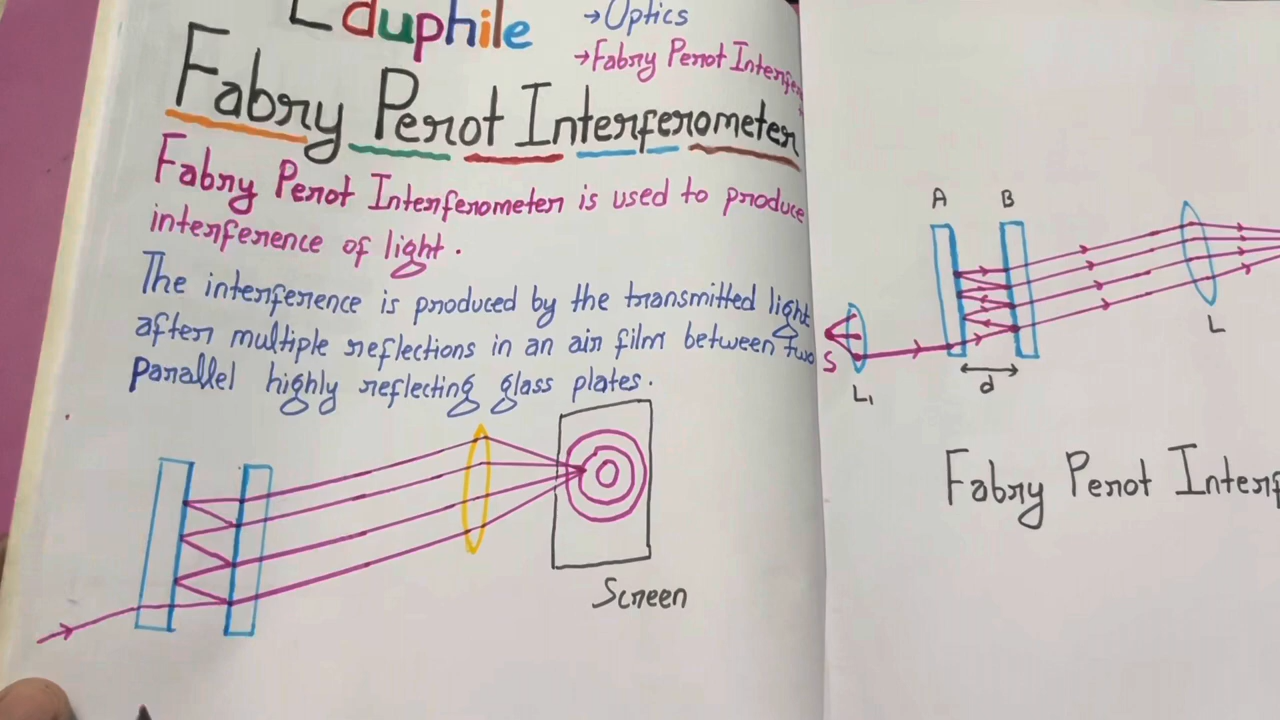 Eduphile
→Optics
→Fabry Perot
Fabry Perot Interferometer
Fabry Perot Interferometer is used to produce
interference of light.
The interference is produced by the transmitted light
after multiple reflections in an air film between two
Parallel highly reflecting glass plates.
Screen
A B
S
L₁
d
L
Fabry Perot